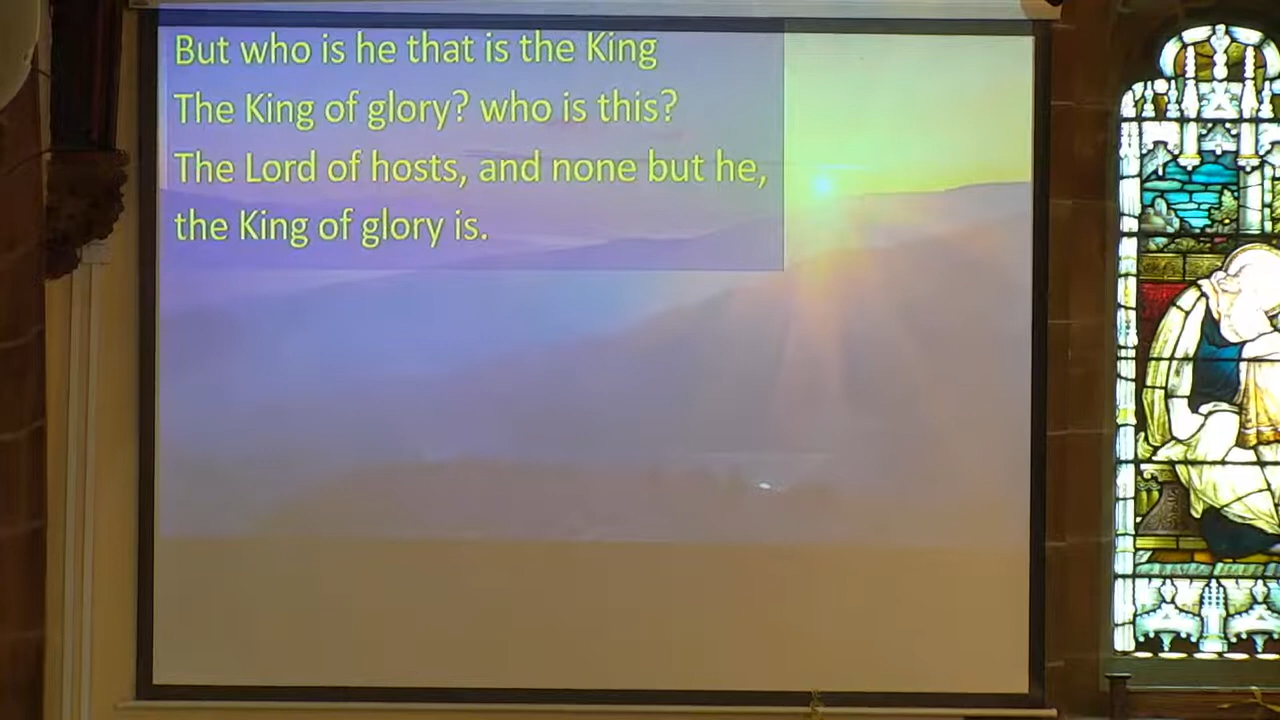 But who is he that is the King
The King of glory? who is this?
The Lord of hosts, and none but he,
the King of glory is.